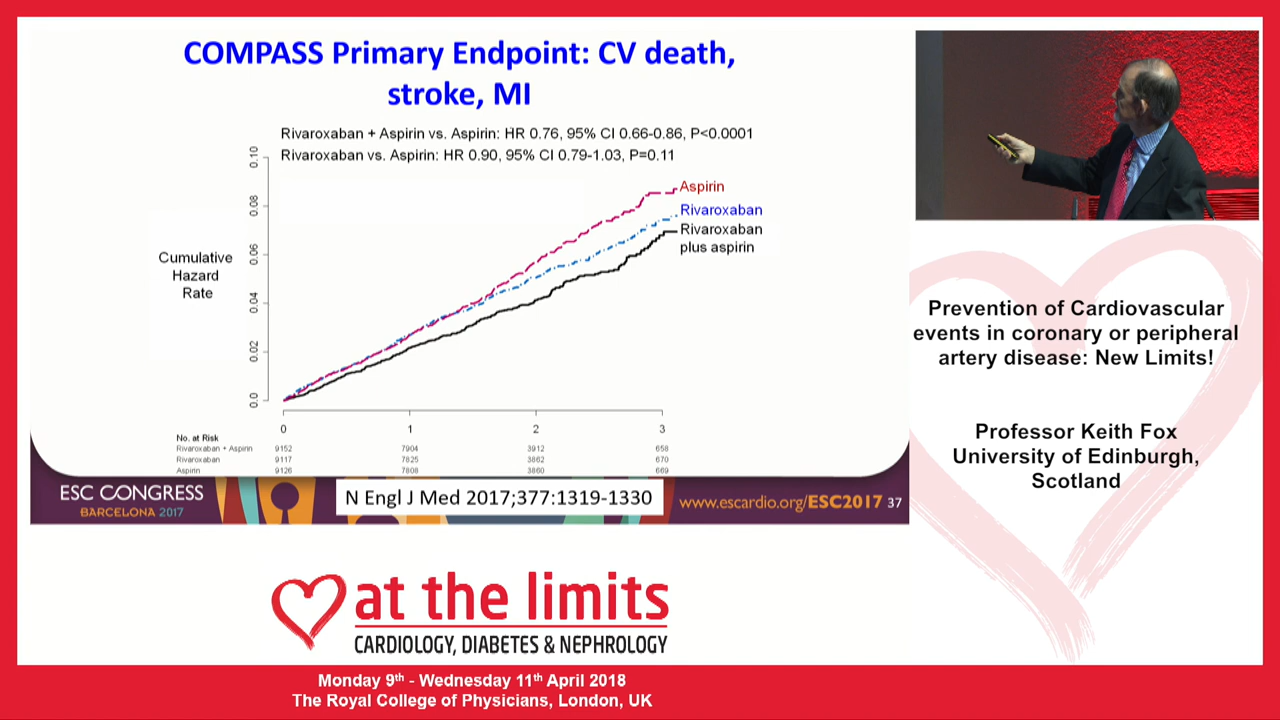 COMPASS Primary Endpoint: CV death,
stroke, MI
Rivaroxaban + Aspirin vs. Aspirin: HR 0.76, 95% CI 0.66-0.86, P<0.0001
Rivaroxaban vs. Aspirin: HR 0.90, 95% CI 0.79-1.03, P=0.11
Cumulative
Hazard
Rate
0.10
0.08
0.06
0.04
0.02
0.0
Aspirin
Rivaroxaban
Rivaroxaban
plus aspirin
0 1 2 3
No. at Risk
Rivaroxaban + Aspirin 9152 7904 3912 658
Rivaroxaban 9117 7825 3862 670
Aspirin 9126 7808 3860 669
ESC CONGRESS
BARCELONA 2017
N Engl J Med 2017;377:1319-1330
www.escardio.org/ESC2017 37
Prevention of Cardiovascular
events in coronary or peripheral
artery disease: New Limits!
Professor Keith Fox
University of Edinburgh,
Scotland
at the limits
CARDIOLOGY, DIABETES & NEPHROLOGY
Monday 9th - Wednesday 11th April 2018
The Royal College of Physicians, London, UK